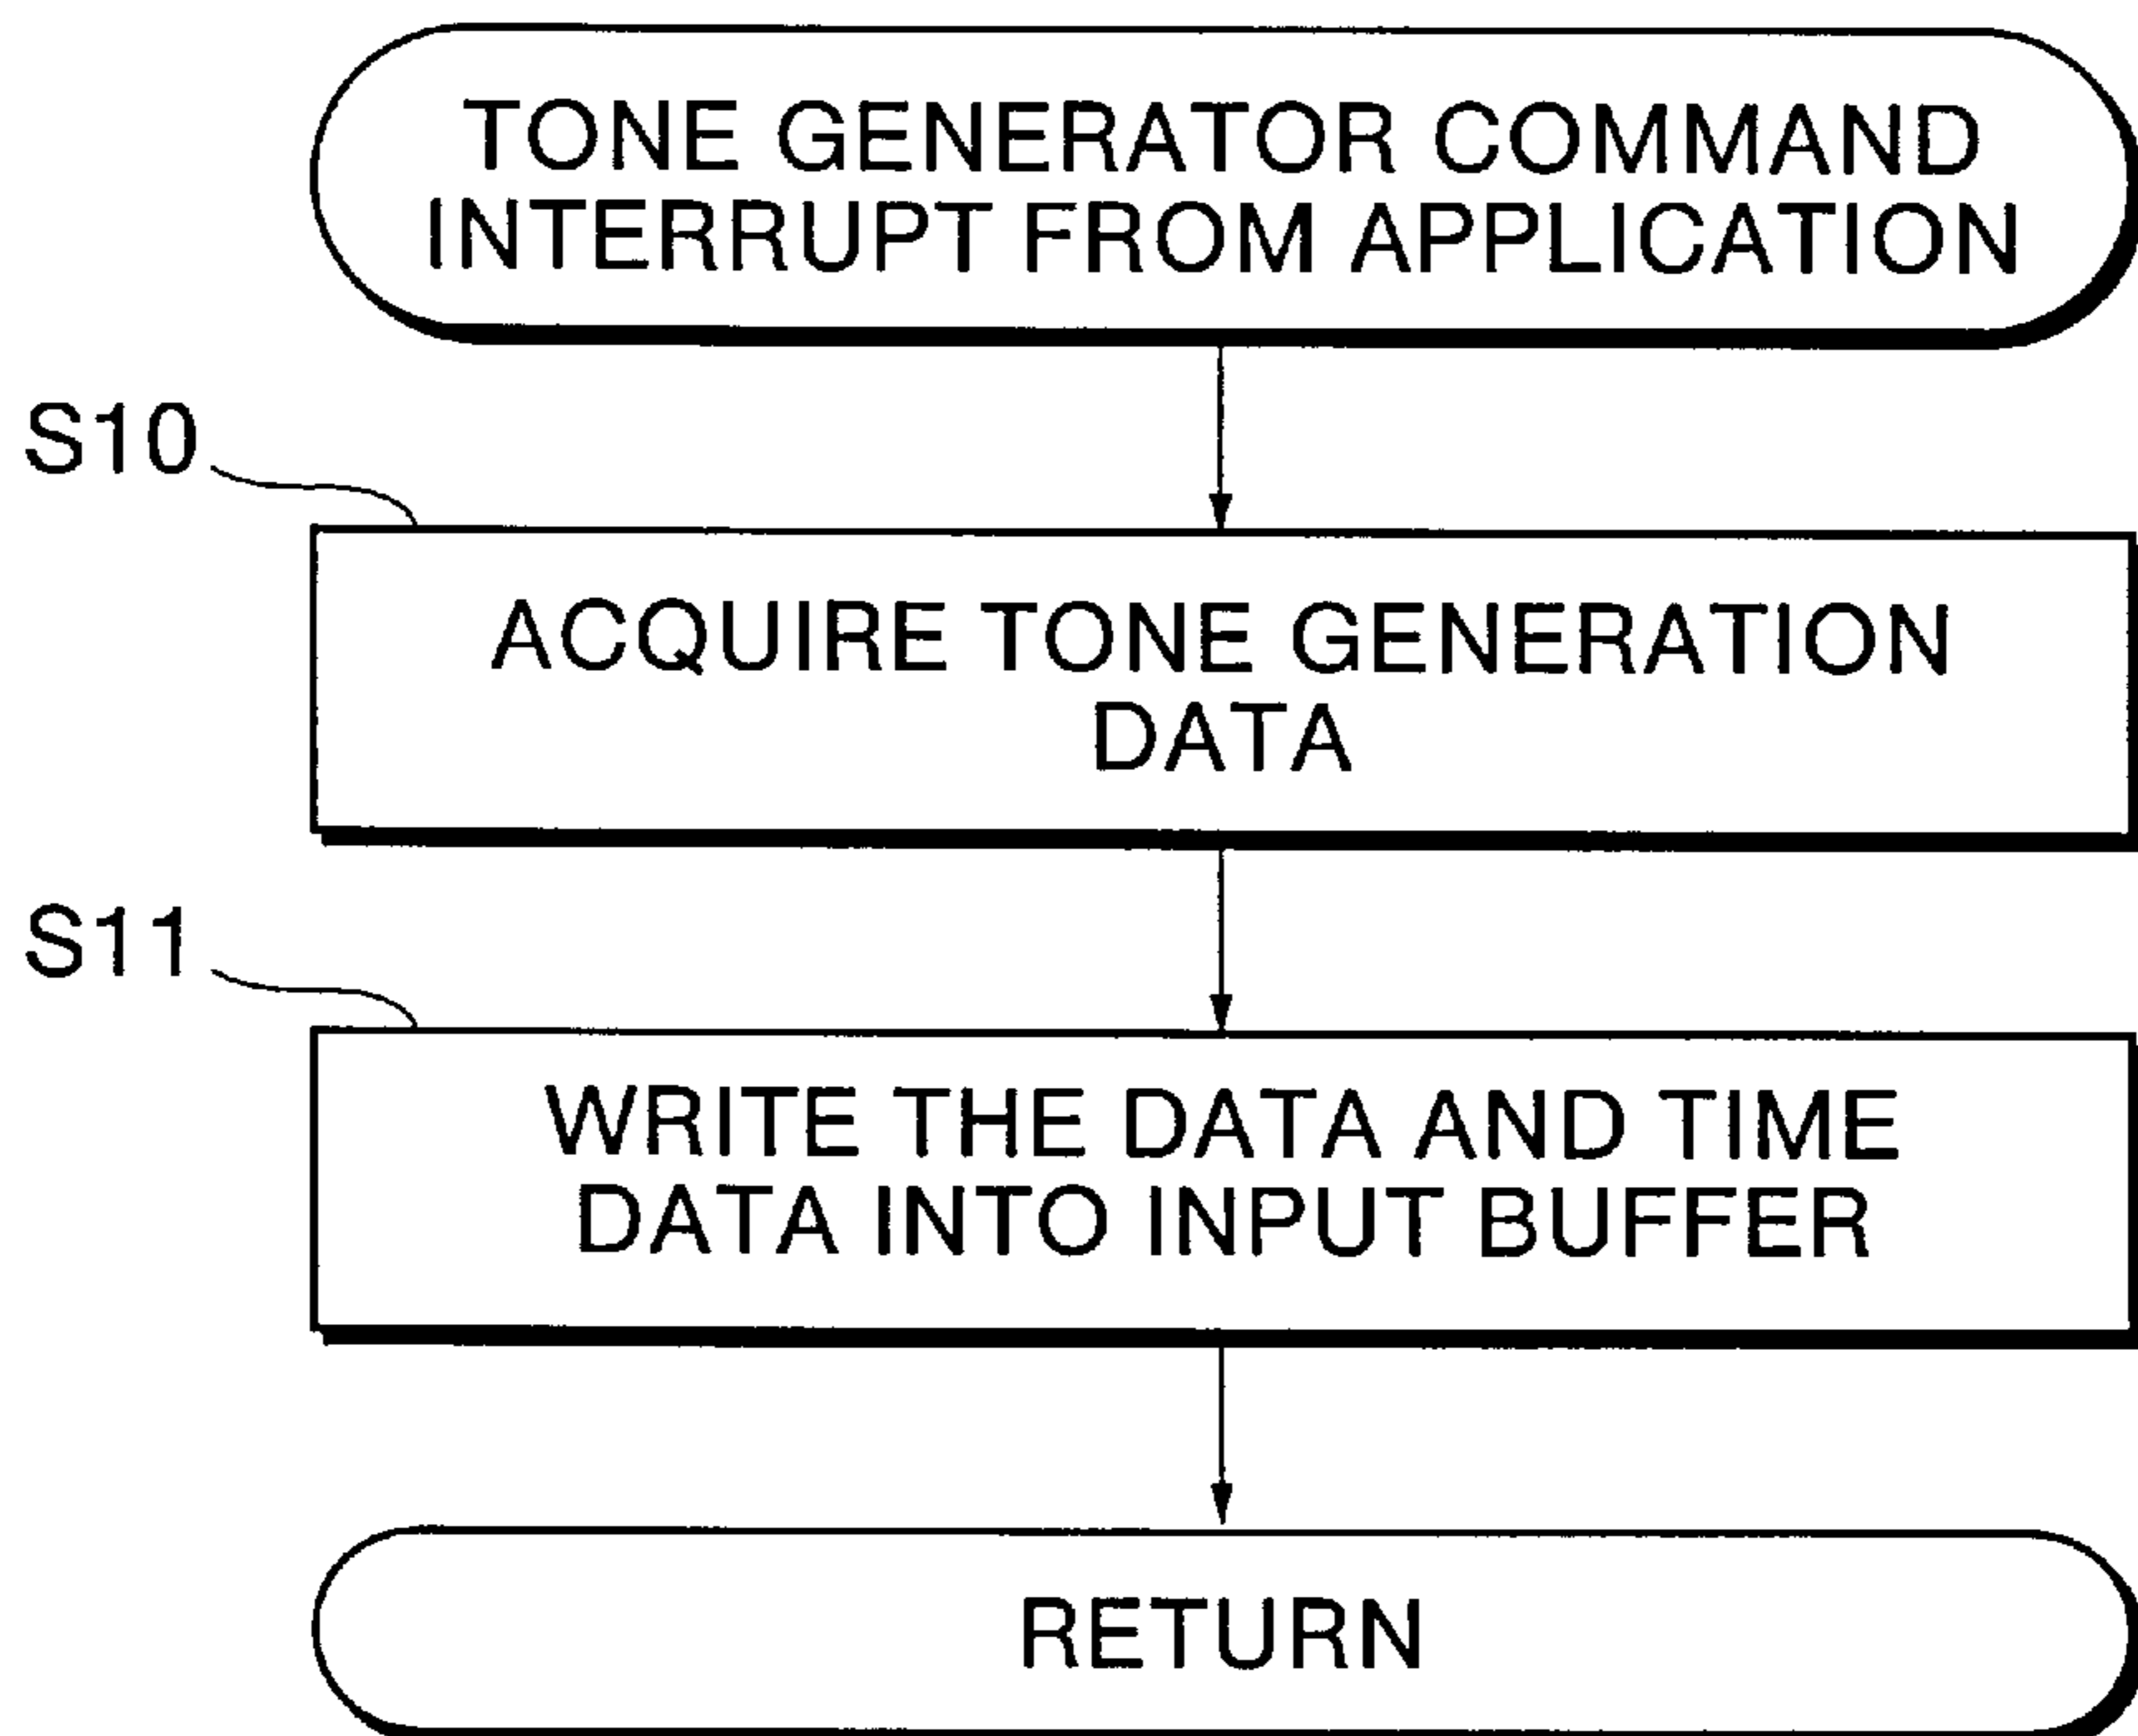 TONE GENERATOR COMMAND
INTERRUPT FROM APPLICATION
S10
ACQUIRE TONE GENERATION
DATA
S11
WRITE THE DATA AND TIME
DATA INTO INPUT BUFFER
RETURN